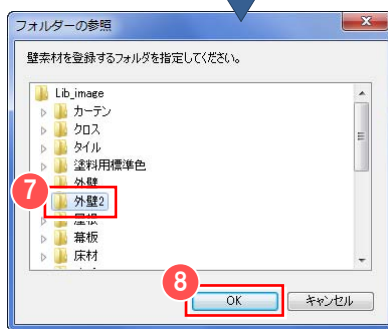 フォルダーの参照
x
壁素材を登録するフォルダを指定してください。
Lib_image
カーテン
クロス
タイル
塗料用標準色
外壁
7
外壁2
屋根
幕板
床材
8
OK
キャンセル